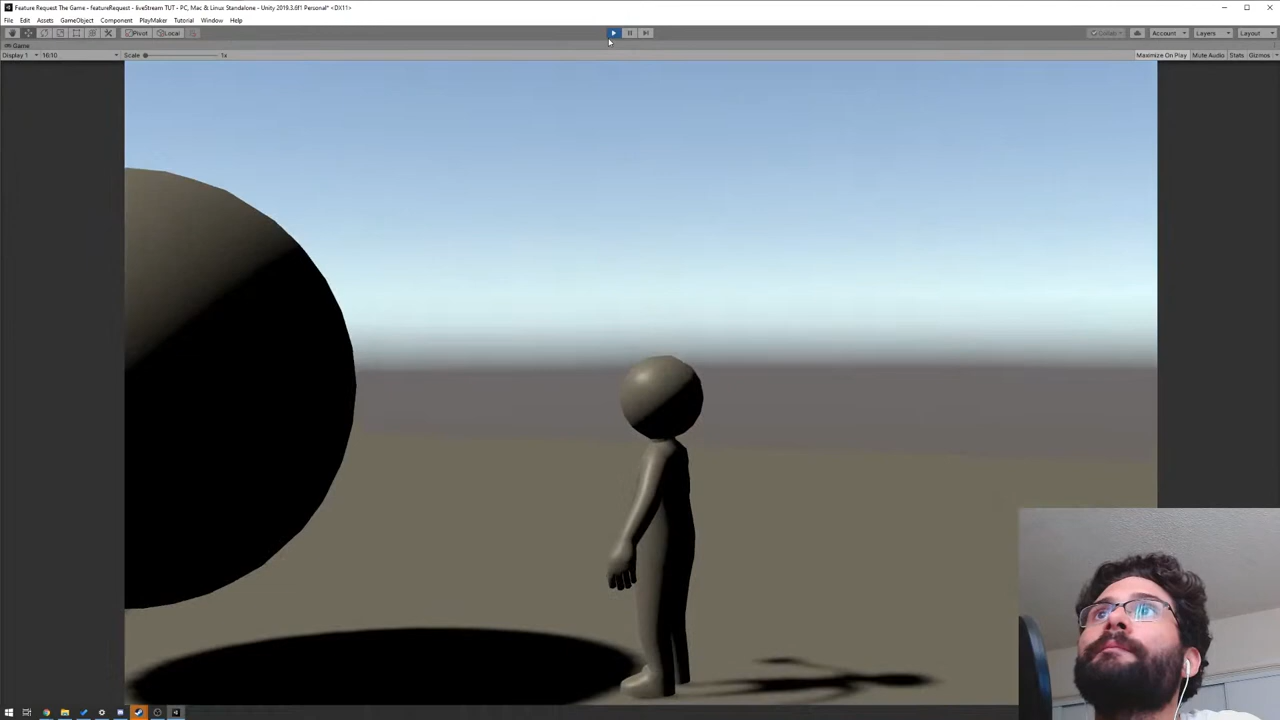 Feature Request The Game - featureRequest - liveStream TUT - PC, Mac & Linux Standalone - Unity 2019.3.6f1 Personal* <DX11>
File Edit Assets GameObject Component PlayMaker Tutorial Window Help
Pivot Local Collab Account Layers Layout
Game
Display 1 16:10 Scale 1x Maximize On Play Mute Audio Stats Gizmos